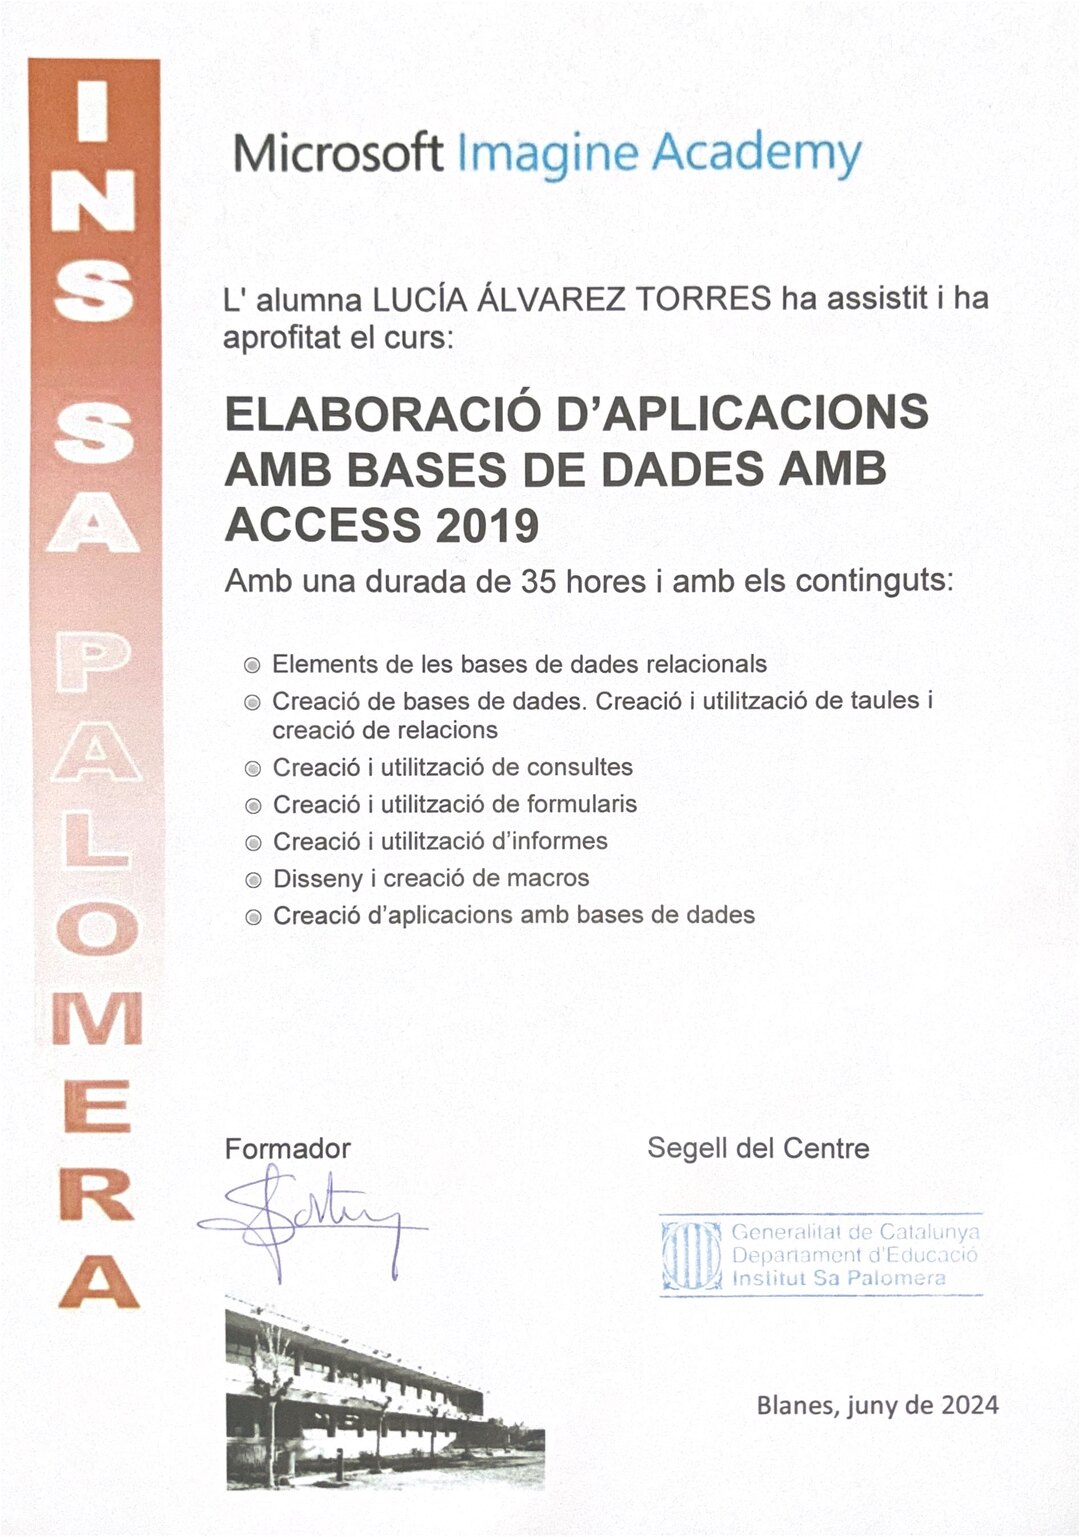 INS SA PALOMERA
Microsoft Imagine Academy
L' alumna LUCÍA ÁLVAREZ TORRES ha assistit i ha
aprofitat el curs:
ELABORACIÓ D’APLICACIONS
AMB BASES DE DADES AMB
ACCESS 2019
Amb una durada de 35 hores i amb els continguts:
Elements de les bases de dades relacionals
Creació de bases de dades. Creació i utilització de taules i
creació de relacions
Creació i utilització de consultes
Creació i utilització de formularis
Creació i utilització d’informes
Disseny i creació de macros
Creació d’aplicacions amb bases de dades
Formador
Segell del Centre
Generalitat de Catalunya
Departament d'Educació
Institut Sa Palomera
Blanes, juny de 2024